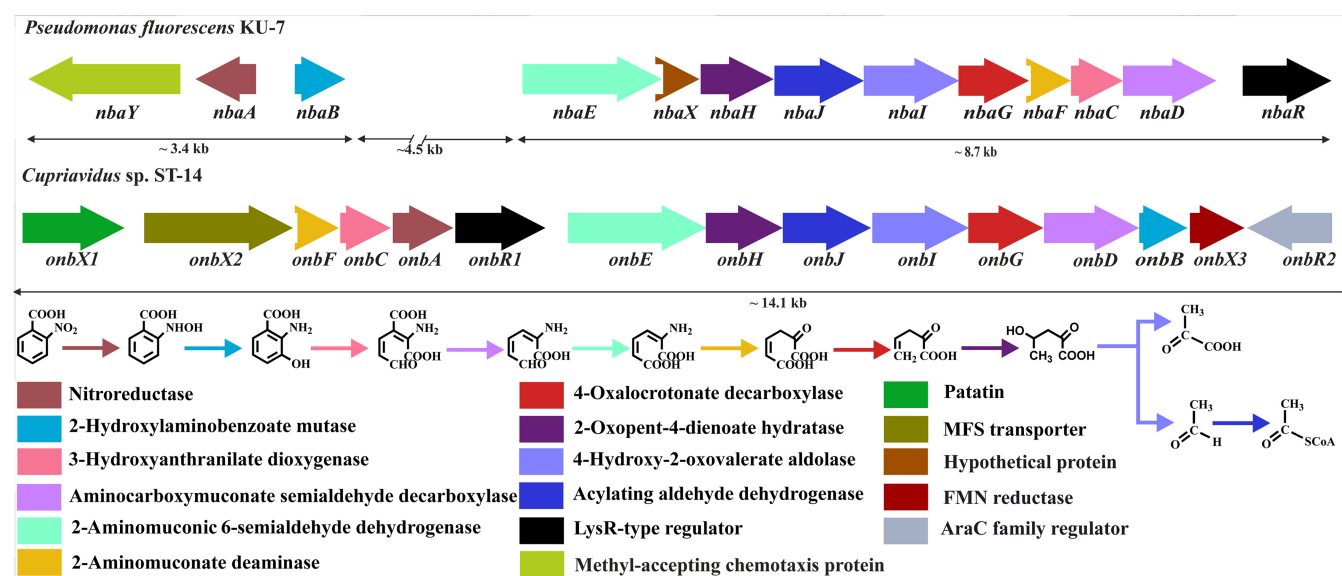 Pseudomonas fluorescens KU-7
nbaY nbaA nbaB nbaE nbaX nbaH nbaJ nbaI nbaG nbaF nbaC nbaD nbaR
~ 3.4 kb ~4.5 kb ~ 8.7 kb
Cupriavidus sp. ST-14
onbX1 onbX2 onbF onbC onbA onbR1 onbE onbH onbJ onbI onbG onbD onbB onbX3 onbR2
~ 14.1 kb
COOH NO₂
COOH NHOH
COOH NH₂ OH
COOH NH₂ COOH CHO
NH₂ COOH CHO
NH₂ COOH COOH
O COOH COOH
O CH₂ COOH
HO O CH₃ COOH
CH₃ O COOH
CH₃ O H
CH₃ O SCoA
Nitroreductase
2-Hydroxylaminobenzoate mutase
3-Hydroxyanthranilate dioxygenase
Aminocarboxymuconate semialdehyde decarboxylase
2-Aminomuconic 6-semialdehyde dehydrogenase
2-Aminomuconate deaminase
4-Oxalocrotonate decarboxylase
2-Oxopent-4-dienoate hydratase
4-Hydroxy-2-oxovalerate aldolase
Acylating aldehyde dehydrogenase
LysR-type regulator
Methyl-accepting chemotaxis protein
Patatin
MFS transporter
Hypothetical protein
FMN reductase
AraC family regulator